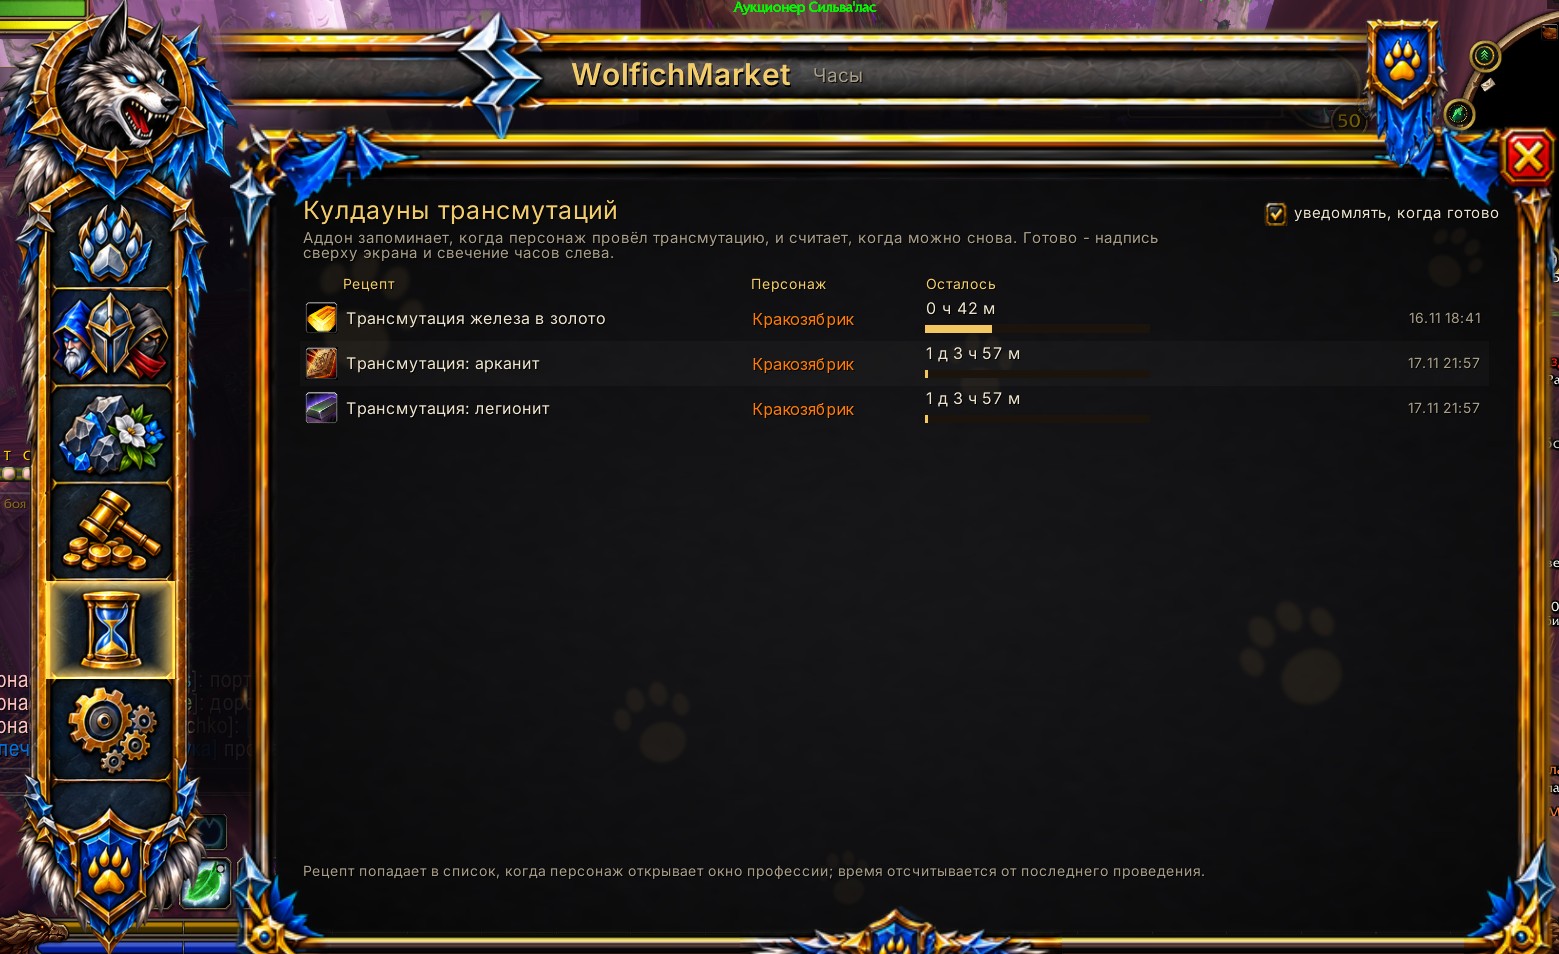 Аукционер Сильва'лас
WolfichMarket Часы
50
Кулдауны трансмутаций
уведомлять, когда готово
Аддон запоминает, когда персонаж провёл трансмутацию, и считает, когда можно снова. Готово - надпись
сверху экрана и свечение часов слева.
Рецепт Персонаж Осталось
Трансмутация железа в золото Кракозябрик 0 ч 42 м 16.11 18:41
Трансмутация: арканит Кракозябрик 1 д 3 ч 57 м 17.11 21:57
Трансмутация: легионит Кракозябрик 1 д 3 ч 57 м 17.11 21:57
боя
Рецепт попадает в список, когда персонаж открывает окно профессии; время отсчитывается от последнего проведения.